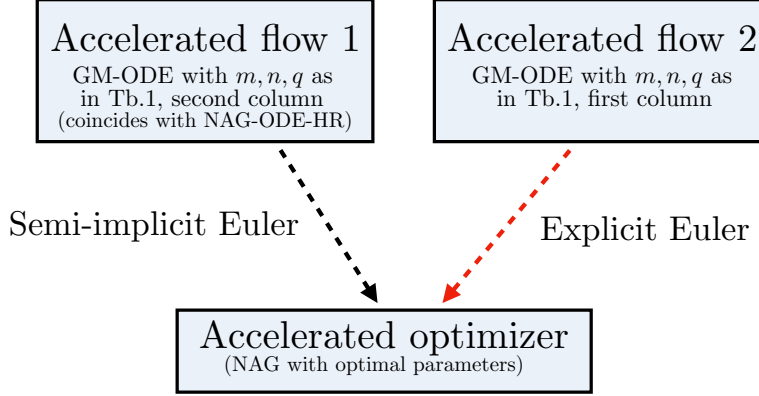 Accelerated flow 1
GM-ODE with m, n, q as
in Tb.1, second column
(coincides with NAG-ODE-HR)
Accelerated flow 2
GM-ODE with m, n, q as
in Tb.1, first column
Semi-implicit Euler
Explicit Euler
Accelerated optimizer
(NAG with optimal parameters)